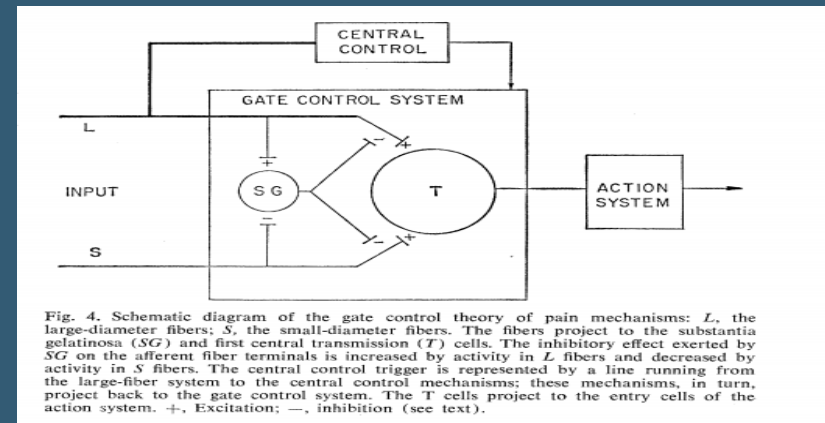 CENTRAL
CONTROL
GATE CONTROL SYSTEM
L
+
-
+
SG
T
INPUT
ACTION
SYSTEM
-
S
-
+
Fig. 4. Schematic diagram of the gate control theory of pain mechanisms: L, the
large-diameter fibers; S, the small-diameter fibers. The fibers project to the substantia
gelatinosa (SG) and first central transmission (T) cells. The inhibitory effect exerted by
SG on the afferent fiber terminals is increased by activity in L fibers and decreased by
activity in S fibers. The central control trigger is represented by a line running from
the large-fiber system to the central control mechanisms; these mechanisms, in turn,
project back to the gate control system. The T cells project to the entry cells of the
action system. +, Excitation; —, inhibition (see text).